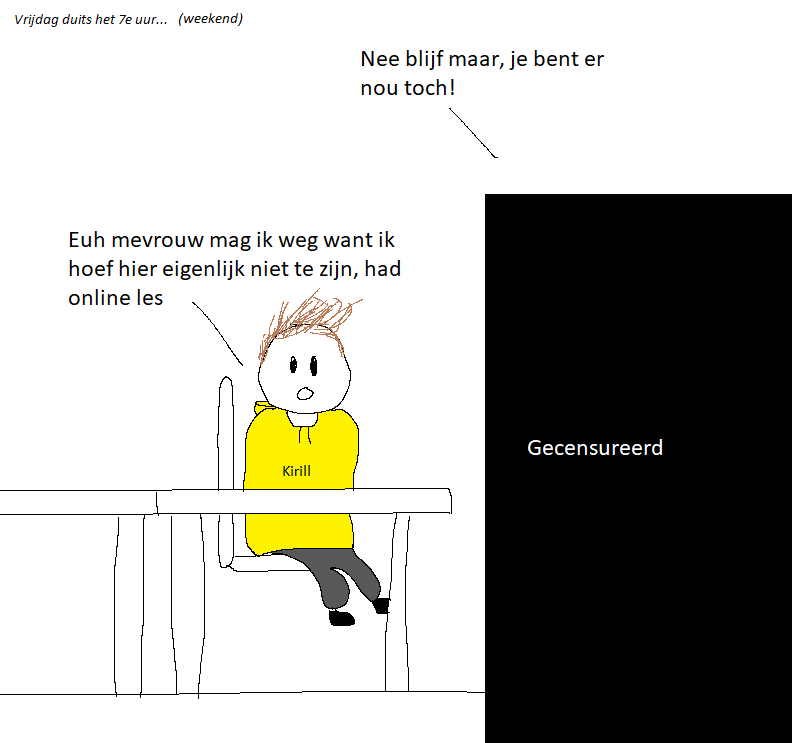 Vrijdag duits het 7e uur... (weekend)
Nee blijf maar, je bent er
nou toch!
Euh mevrouw mag ik weg want ik
hoef hier eigenlijk niet te zijn, had
online les
Gecensureerd
Kirill